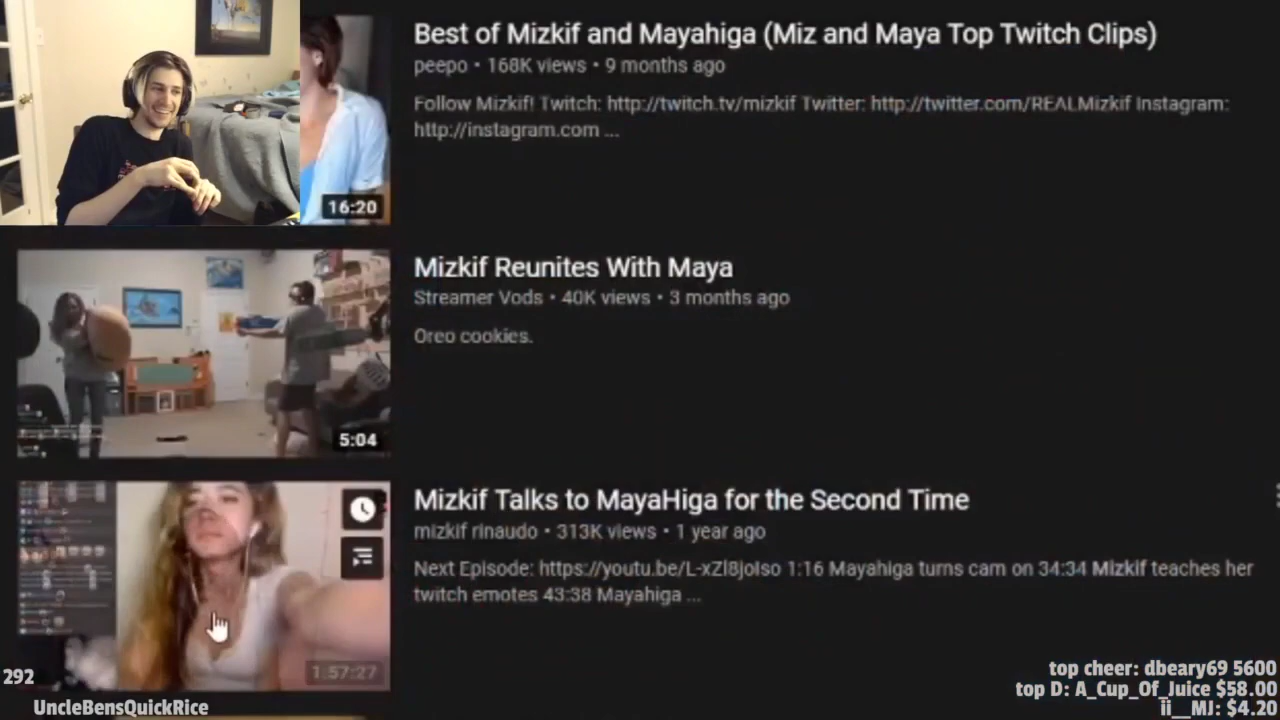 Best of Mizkif and Mayahiga (Miz and Maya Top Twitch Clips)
peepo • 168K views • 9 months ago
Follow Mizkif! Twitch: http://twitch.tv/mizkif Twitter: http://twitter.com/REALMizkif Instagram:
http://instagram.com ...
16:20
Mizkif Reunites With Maya
Streamer Vods • 40K views • 3 months ago
Oreo cookies.
5:04
Mizkif Talks to MayaHiga for the Second Time
mizkif rinaudo • 313K views • 1 year ago
Next Episode: https://youtu.be/L-xZl8joIso 1:16 Mayahiga turns cam on 34:34 Mizkif teaches her
twitch emotes 43:38 Mayahiga ...
1:57:27
292
UncleBensQuickRice
top cheer: dbeary69 5600
top D: A_Cup_Of_Juice $58.00
ii__MJ: $4.20